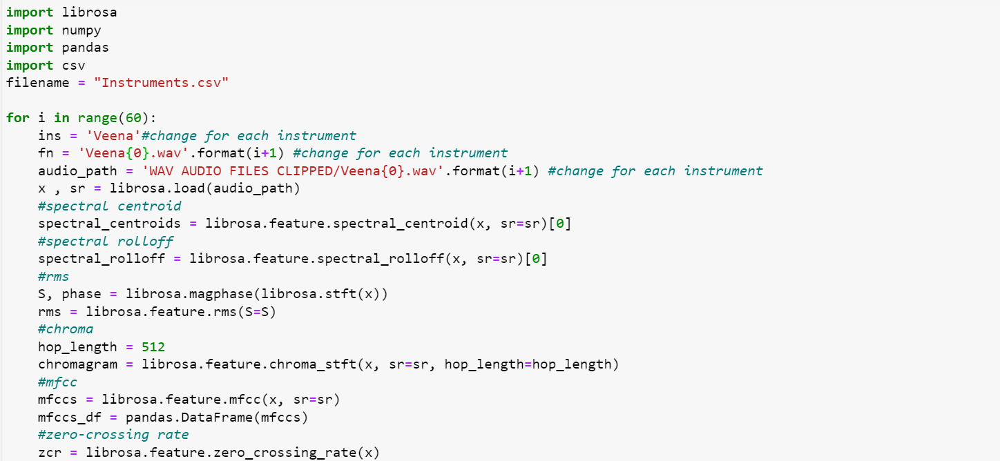 import librosa
import numpy
import pandas
import csv
filename = "Instruments.csv"

for i in range(60):
    ins = 'Veena'#change for each instrument
    fn = 'Veena{0}.wav'.format(i+1) #change for each instrument
    audio_path = 'WAV AUDIO FILES CLIPPED/Veena{0}.wav'.format(i+1) #change for each instrument
    x , sr = librosa.load(audio_path)
    #spectral centroid
    spectral_centroids = librosa.feature.spectral_centroid(x, sr=sr)[0]
    #spectral rolloff
    spectral_rolloff = librosa.feature.spectral_rolloff(x, sr=sr)[0]
    #rms
    S, phase = librosa.magphase(librosa.stft(x))
    rms = librosa.feature.rms(S=S)
    #chroma
    hop_length = 512
    chromagram = librosa.feature.chroma_stft(x, sr=sr, hop_length=hop_length)
    #mfcc
    mfccs = librosa.feature.mfcc(x, sr=sr)
    mfccs_df = pandas.DataFrame(mfccs)
    #zero-crossing rate
    zcr = librosa.feature.zero_crossing_rate(x)